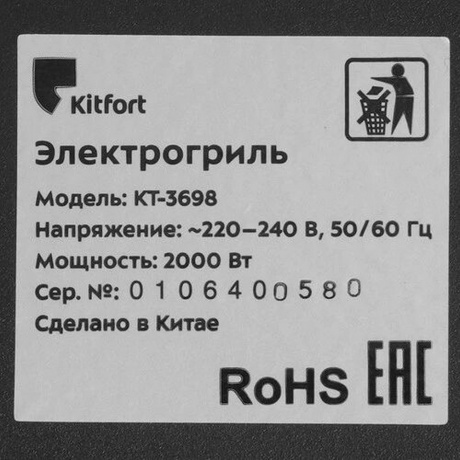 Kitfort
Электрогриль
Модель: КТ-3698
Напряжение: ~220–240 В, 50/60 Гц
Мощность: 2000 Вт
Сер. №: 0106400580
Сделано в Китае
RoHS EAC